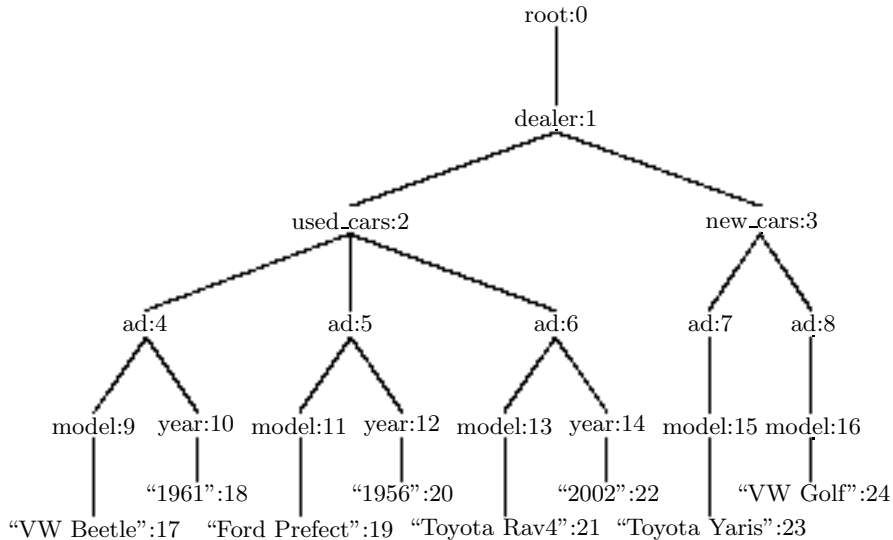 root:0
dealer:1
used_cars:2 new_cars:3
ad:4 ad:5 ad:6 ad:7 ad:8
model:9 year:10 model:11 year:12 model:13 year:14 model:15 model:16
“1961”:18 “1956”:20 “2002”:22 “VW Golf”:24
“VW Beetle”:17 “Ford Prefect”:19 “Toyota Rav4”:21 “Toyota Yaris”:23